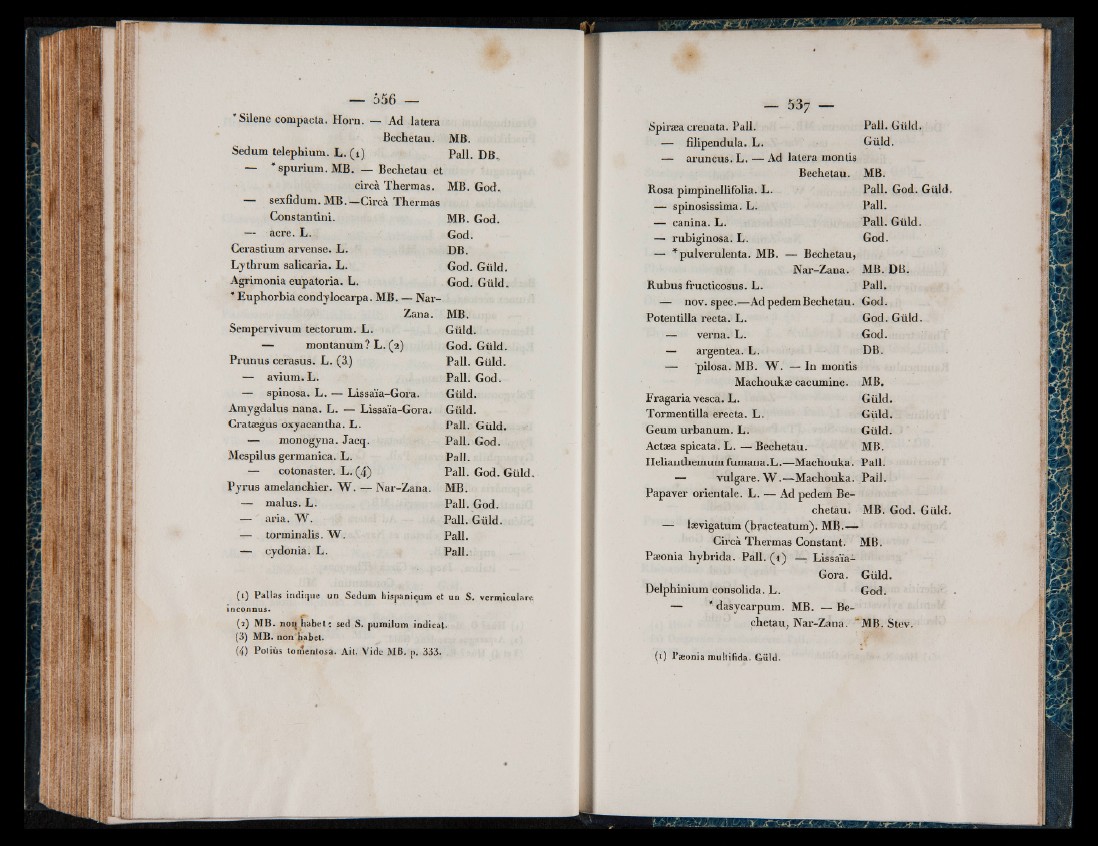 — 556 —
* Silene compacta. Horn. — Ad latera
Bechetau. MB.
Sedum telephium. L. (1) Pall. DB.
— * spurium. MB. — Bechetau et
circà Thermas. MB. God.
— sexfidum. MB. — Circà Thermas
Constantini. MB. God.
— acre. L. God.
Cerastium arvense. L. DB.
Lythrum salicaria. L. God. Güld.
Agrimonia eupatoria. L. God. Güld.
* Euphorbia condylocarpa. MB. — Nar-
Zana. MB.
Sempervivum tectorum. L. Güld.
— montanum? L. (2) God. Güld.
Prunus cerasus. L. (3) Pall. Güld.
— avium. L. Pall. God.
— spinosa. L. — Lissaïa-Gora. Güld.
Amygdalus nana. L. — Lissaïa-Gora. Güld.
Cratægus oxyacantha. L. Pall. Güld.
— monogyna. Jacq. Pall. God.
Mespilus germanica. L. Pall.
— cotonaster. L. (4) Pall. God. Güld.
Pyrus amelanchier. W. — Nar-Zana. MB.
— malus. L. Pall. God.
— aria. W. Pall. Güld.
— torminalis. W. Pall.
— cydonia. L. Pall.
(1) Pallas indique un Sedum hispanicum et un S. vermiculare
inconnus.
(2) MB. non habet: sed S. pumilum indicat.
(3) MB. non habet.
(4) Potiùs tomentosa. Ait. Vide MB. p. 333.
— 537 —
Spiræa crenata. Pall. Pall. Güld.
— filipendula. L. Güld.
— aruncus. L. — Ad latera montis
Bechetau. MB.
Rosa pimpinellifolia. L. Pall. God. Güld.
— spinosissima. L. Pall.
— canina. L. Pall. Güld.
— rubiginosa. L. God.
— * pulverulenta. MB. — Bechetau,
Nar-Zana. MB. DB.
Rubus fructicosus. L. Pall.
— nov. spec. — Ad pedem Bechetau. God.
Potentilla recta. L. God. Güld.
— verna. L. God.
— argentea. L. DB.
— pilosa. MB. W. — In montis
Machoukæ cacumine. MB.
Fragaria vesca. L. Güld.
Tormentilla erecta. L. Güld.
Geum urbanum. L. Güld.
Actæa spicata. L. — Bechetau. MB.
Helianthemum fumana. L. — Machouka. Pall.
— vulgare. W. — Machouka. Pall.
Papaver orientale. L. — Ad pedem Be-
chetau. MB. God. Güld.
— lævigatum (bracteatum). MB. —
Circà Thermas Constant. MB.
Pæonia hybrida. Pall. (1) — Lissaïa-
Gora. Güld.
Delphinium consolida. L. God.
— * dasycarpum. MB. — Be-
chetau, Nar-Zana. MB. Stev.
(1) Pæonia multifida. Güld.